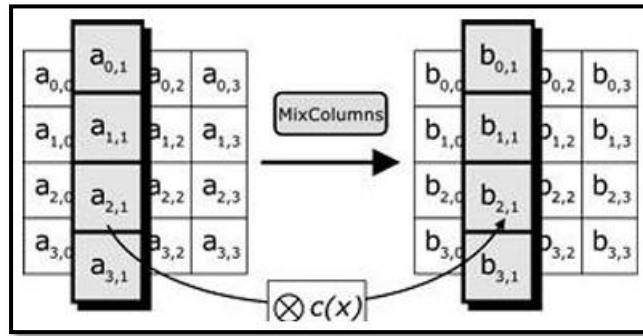 a0,0 a0,1 a0,2 a0,3
a1,0 a1,1 a1,2 a1,3
a2,0 a2,1 a2,2 a2,3
a3,0 a3,1 a3,2 a3,3
MixColumns
b0,0 b0,1 b0,2 b0,3
b1,0 b1,1 b1,2 b1,3
b2,0 b2,1 b2,2 b2,3
b3,0 b3,1 b3,2 b3,3
⊗ c(x)